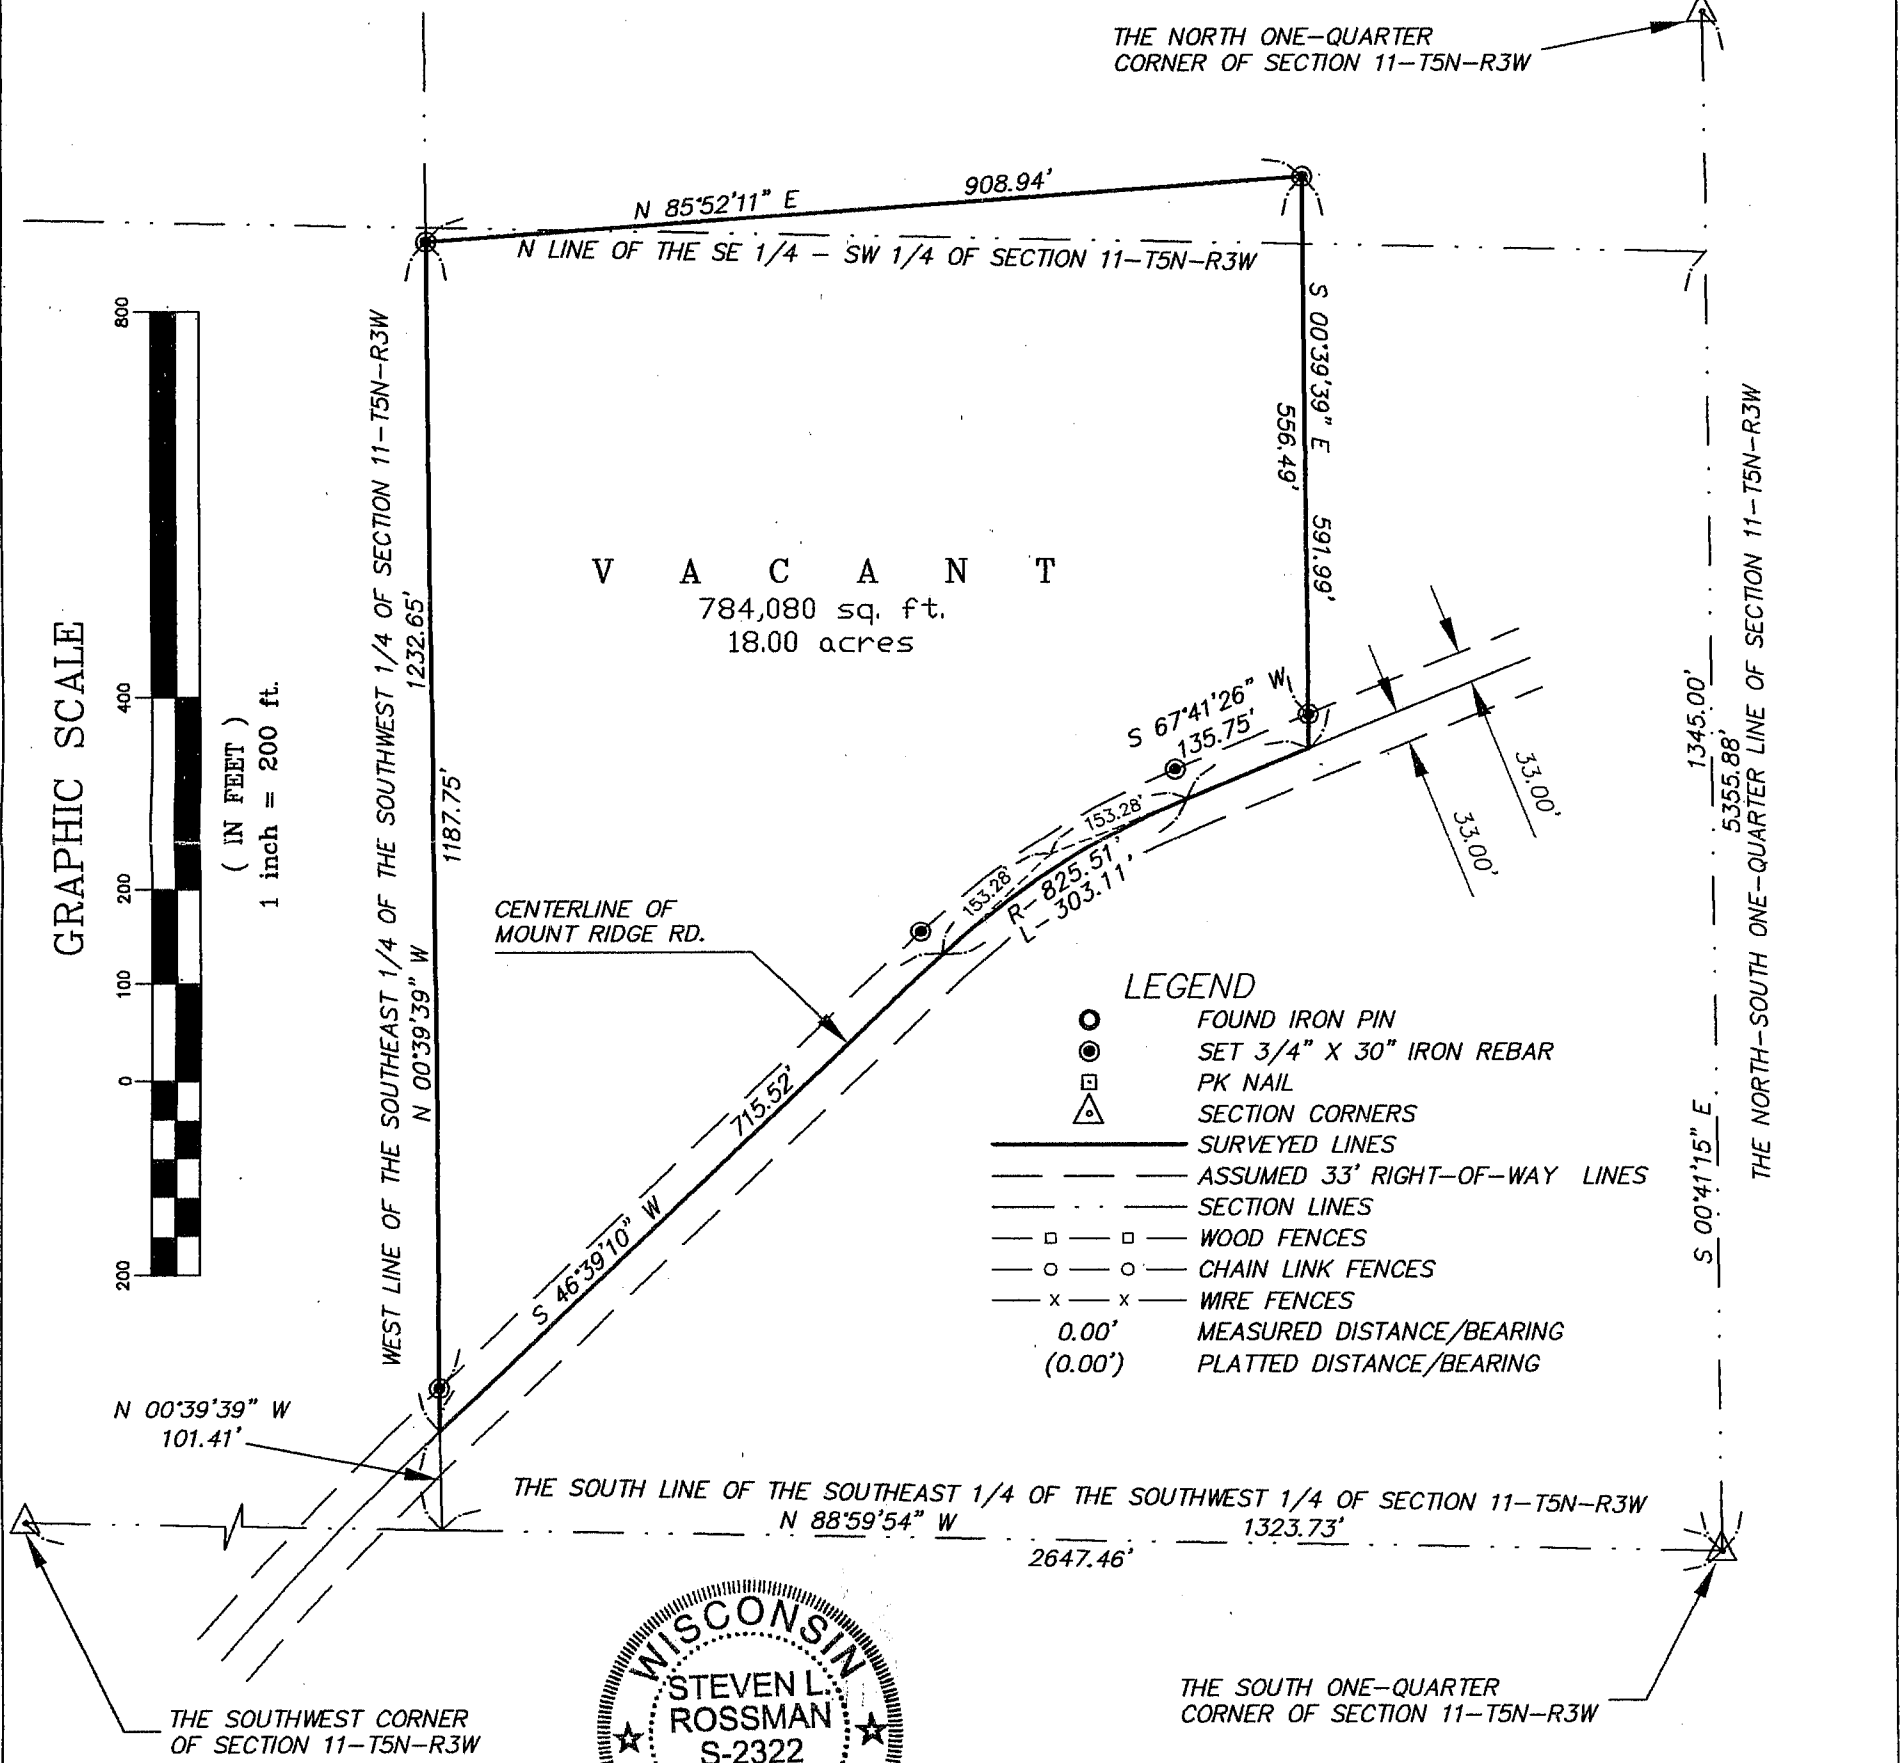 THE NORTH ONE-QUARTER
CORNER OF SECTION 11-T5N-R3W
N 85°52'11" E
908.94'
N LINE OF THE SE 1/4 - SW 1/4 OF SECTION 11-T5N-R3W
GRAPHIC SCALE
800
400
200
100
0
200
( IN FEET )
1 inch = 200 ft.
WEST LINE OF THE SOUTHEAST 1/4 OF THE SOUTHWEST 1/4 OF SECTION 11-T5N-R3W
N 00°39'39" W
1232.65'
1187.75'
S 00°39'39" E
556.49'
591.99'
V A C A N T
784,080 sq. ft.
18.00 acres
S 67°41'26" W
135.75'
153.28'
153.28'
R- 825.51'
L- 303.11'
33.00'
33.00'
1345.00'
5355.88'
S 00°41'15" E
THE NORTH-SOUTH ONE-QUARTER LINE OF SECTION 11-T5N-R3W
CENTERLINE OF
MOUNT RIDGE RD.
715.52'
S 46°39'10" W
LEGEND
FOUND IRON PIN
SET 3/4" X 30" IRON REBAR
PK NAIL
SECTION CORNERS
SURVEYED LINES
ASSUMED 33' RIGHT-OF-WAY LINES
SECTION LINES
WOOD FENCES
CHAIN LINK FENCES
x x WIRE FENCES
0.00' MEASURED DISTANCE/BEARING
(0.00') PLATTED DISTANCE/BEARING
N 00°39'39" W
101.41'
THE SOUTH LINE OF THE SOUTHEAST 1/4 OF THE SOUTHWEST 1/4 OF SECTION 11-T5N-R3W
N 88°59'54" W
1323.73'
2647.46'
THE SOUTHWEST CORNER
OF SECTION 11-T5N-R3W
WISCONSIN
STEVEN L.
ROSSMAN
S-2322
THE SOUTH ONE-QUARTER
CORNER OF SECTION 11-T5N-R3W